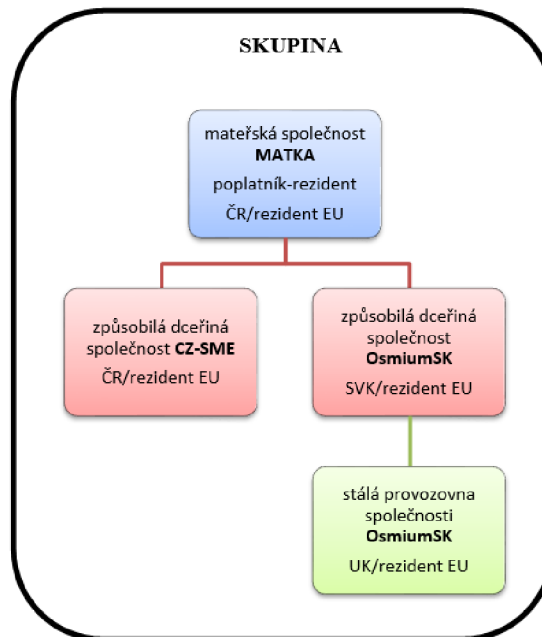 SKUPINA
mateřská společnost
MATKA
poplatník-rezident
ČR/rezident EU
způsobilá dceřiná
společnost CZ-SME
ČR/rezident EU
způsobilá dceřiná
společnost
OsmiumSK
SVK/rezident EU
stálá provozovna
společnosti
OsmiumSK
UK/rezident EU